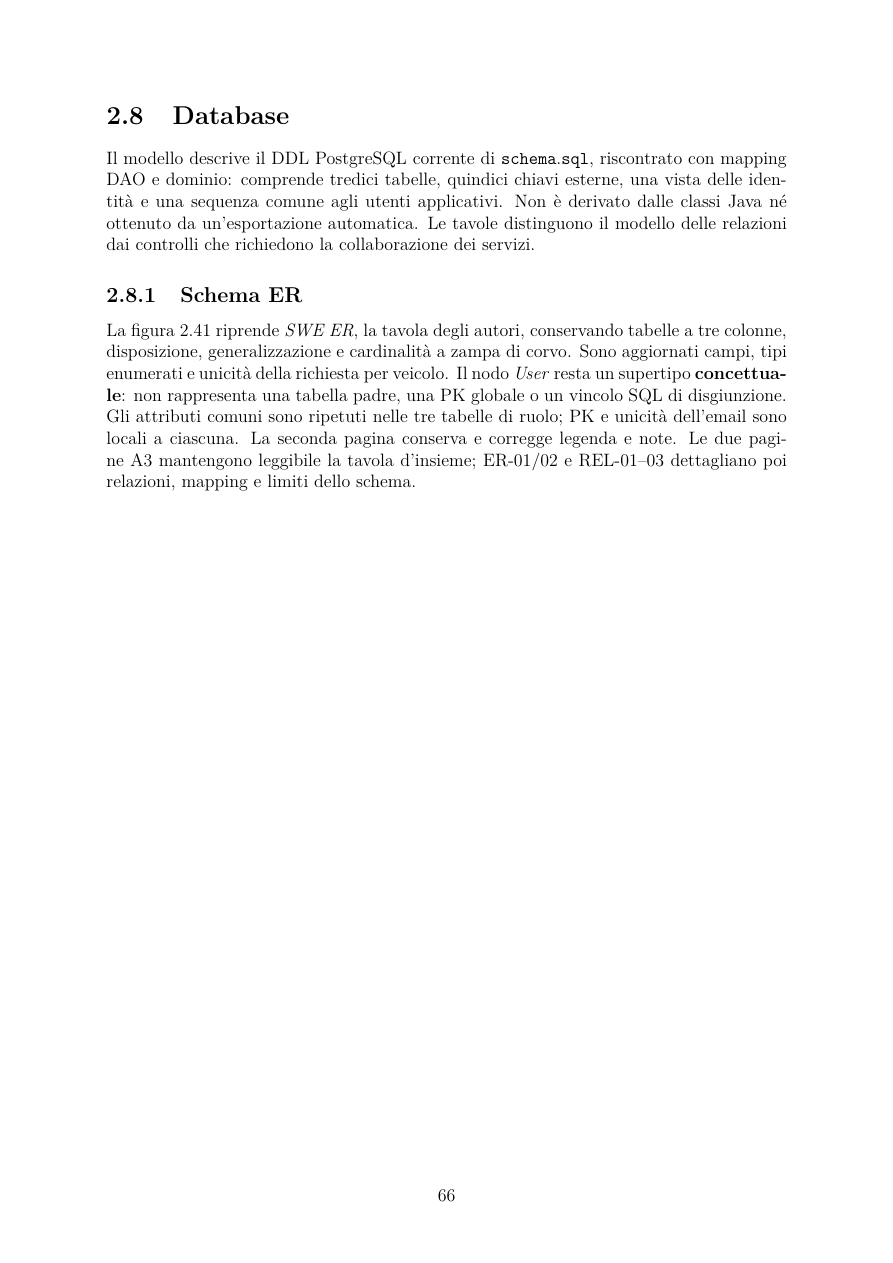 2.8 Database
Il modello descrive il DDL PostgreSQL corrente di schema.sql, riscontrato con mapping
DAO e dominio: comprende tredici tabelle, quindici chiavi esterne, una vista delle iden-
tità e una sequenza comune agli utenti applicativi. Non è derivato dalle classi Java né
ottenuto da un'esportazione automatica. Le tavole distinguono il modello delle relazioni
dai controlli che richiedono la collaborazione dei servizi.
2.8.1 Schema ER
La figura 2.41 riprende SWE ER, la tavola degli autori, conservando tabelle a tre colonne,
disposizione, generalizzazione e cardinalità a zampa di corvo. Sono aggiornati campi, tipi
enumerati e unicità della richiesta per veicolo. Il nodo User resta un supertipo concettua-
le: non rappresenta una tabella padre, una PK globale o un vincolo SQL di disgiunzione.
Gli attributi comuni sono ripetuti nelle tre tabelle di ruolo; PK e unicità dell'email sono
locali a ciascuna. La seconda pagina conserva e corregge legenda e note. Le due pagi-
ne A3 mantengono leggibile la tavola d'insieme; ER-01/02 e REL-01–03 dettagliano poi
relazioni, mapping e limiti dello schema.
66